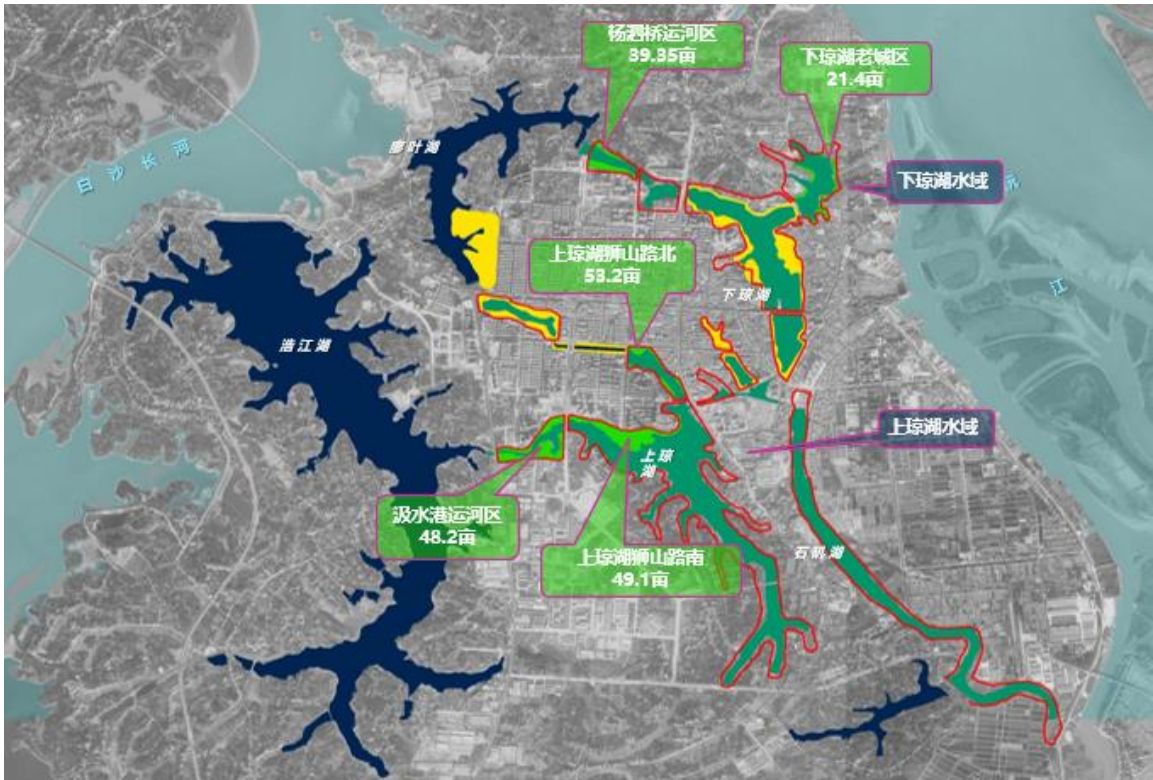 杨泗桥运河区
39.35亩
下琼湖老城区
21.4亩
廖叶湖
白沙长河
下琼湖水域
沅
江
上琼湖狮山路北
53.2亩
下琼湖
浩江湖
上琼湖水域
上琼
湖
汲水港运河区
48.2亩
上琼湖狮山路南
49.1亩
石矶湖